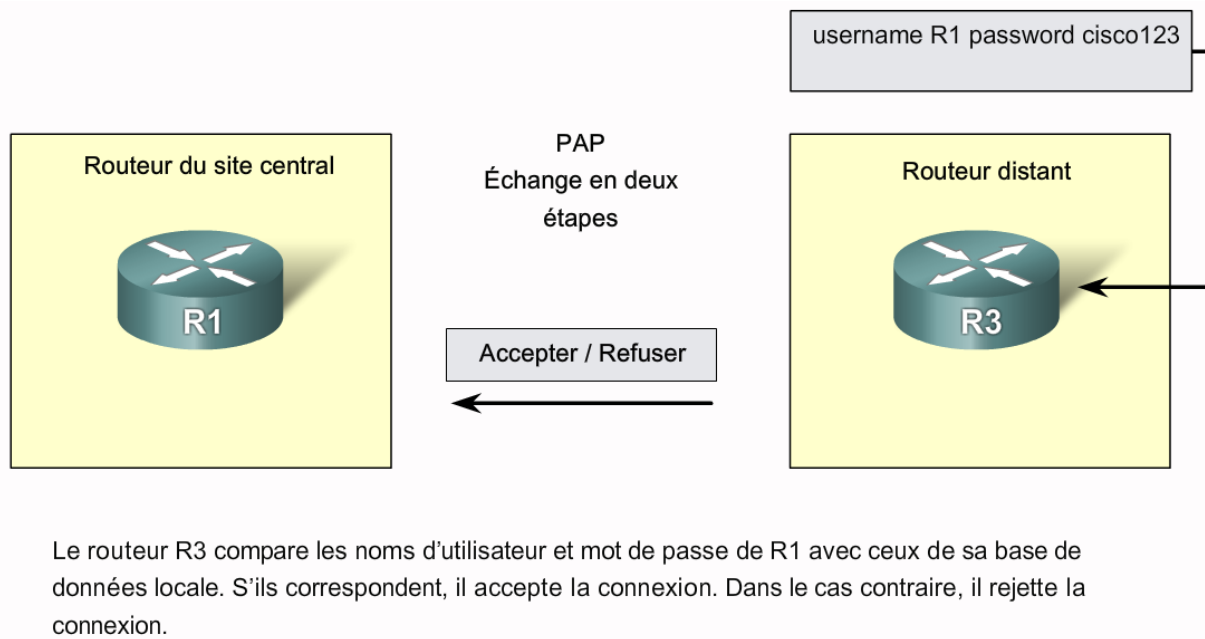 username R1 password cisco123
Routeur du site central
PAP
Échange en deux
étapes
Routeur distant
R1
R3
Accepter / Refuser
Le routeur R3 compare les noms d'utilisateur et mot de passe de R1 avec ceux de sa base de
données locale. S'ils correspondent, il accepte la connexion. Dans le cas contraire, il rejette la
connexion.